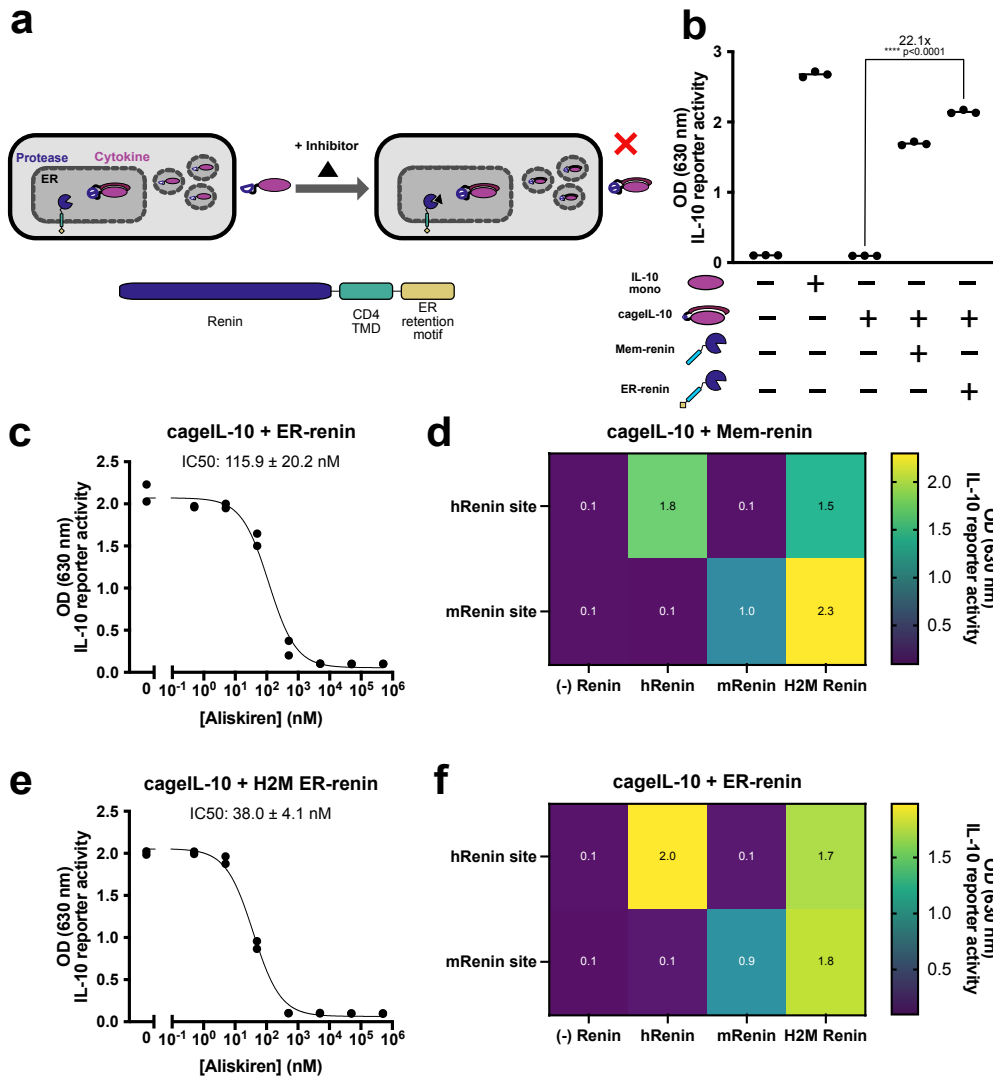 a
Protease
Cytokine
ER
+ Inhibitor
Renin
CD4
TMD
ER
retention
motif
b
OD (630 nm)
IL-10 reporter activity
3
2
1
0
22.1x
**** p<0.0001
IL-10
mono
− + − − −
cageIL-10
− − + + +
Mem-renin
− − − + −
ER-renin
− − − − +
c
cageIL-10 + ER-renin
IC50: 115.9 ± 20.2 nM
OD (630 nm)
IL-10 reporter activity
2.5
2.0
1.5
1.0
0.5
0.0
0 10-1 100 101 102 103 104 105 106
[Aliskiren] (nM)
d
cageIL-10 + Mem-renin
hRenin site
0.1 1.8 0.1 1.5
mRenin site
0.1 0.1 1.0 2.3
(-) Renin hRenin mRenin H2M Renin
2.0
1.5
1.0
0.5
OD (630 nm)
IL-10 reporter activity
e
cageIL-10 + H2M ER-renin
IC50: 38.0 ± 4.1 nM
OD (630 nm)
IL-10 reporter activity
2.5
2.0
1.5
1.0
0.5
0.0
0 10-1 100 101 102 103 104 105 106
[Aliskiren] (nM)
f
cageIL-10 + ER-renin
hRenin site
0.1 2.0 0.1 1.7
mRenin site
0.1 0.1 0.9 1.8
(-) Renin hRenin mRenin H2M Renin
1.5
1.0
0.5
OD (630 nm)
IL-10 reporter activity